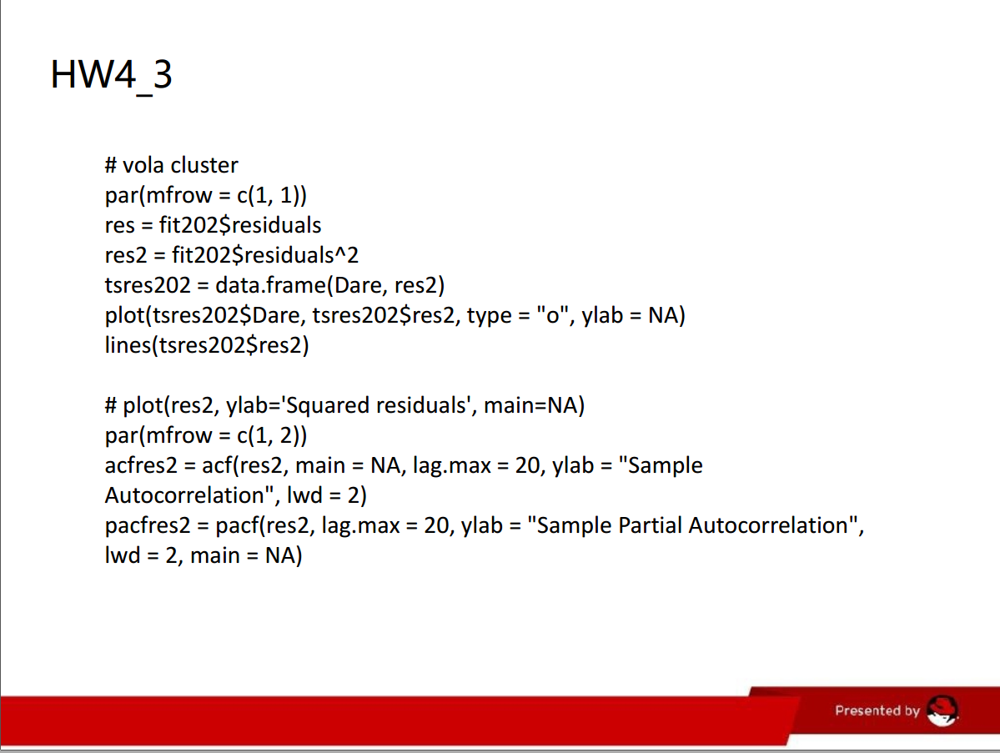 HW4_3
# vola cluster
par(mfrow = c(1, 1))
res = fit202$residuals
res2 = fit202$residuals^2
tsres202 = data.frame(Dare, res2)
plot(tsres202$Dare, tsres202$res2, type = "o", ylab = NA)
lines(tsres202$res2)
# plot(res2, ylab='Squared residuals', main=NA)
par(mfrow = c(1, 2))
acfres2 = acf(res2, main = NA, lag.max = 20, ylab = "Sample
Autocorrelation", lwd = 2)
pacfres2 = pacf(res2, lag.max = 20, ylab = "Sample Partial Autocorrelation",
lwd = 2, main = NA)
Presented by